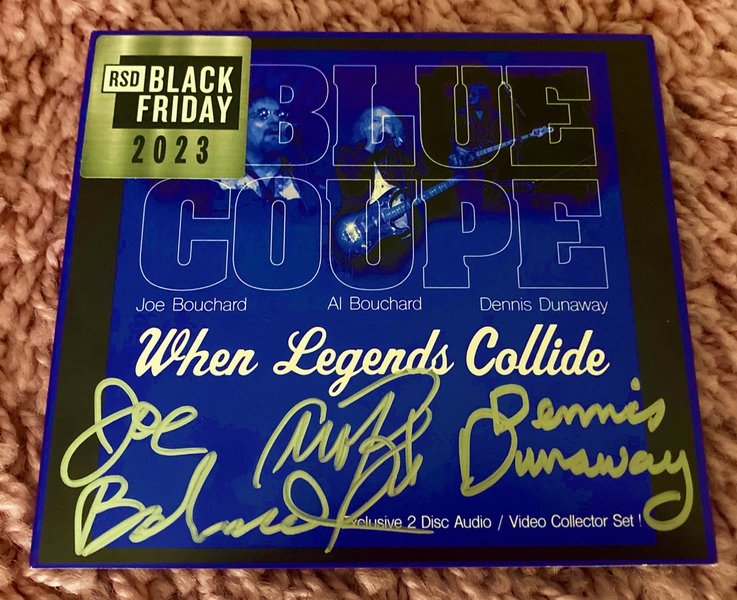 RSD BLACK
FRIDAY
2023
BLUE
COUPE
Joe Bouchard Al Bouchard Dennis Dunaway
When Legends Collide
Joe Dennis
Bouchard Dunaway
xclusive 2 Disc Audio / Video Collector Set !